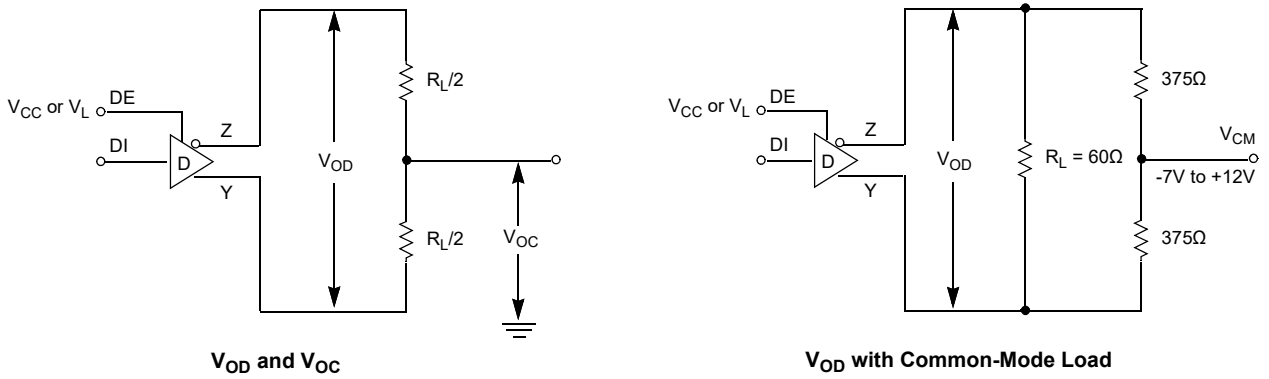 V_CC or V_L
DE
DI
D
Z
Y
V_OD
R_L/2
R_L/2
V_OC
V_OD and V_OC
V_CC or V_L
DE
DI
D
Z
Y
V_OD
R_L = 60Ω
375Ω
V_CM
-7V to +12V
375Ω
V_OD with Common-Mode Load